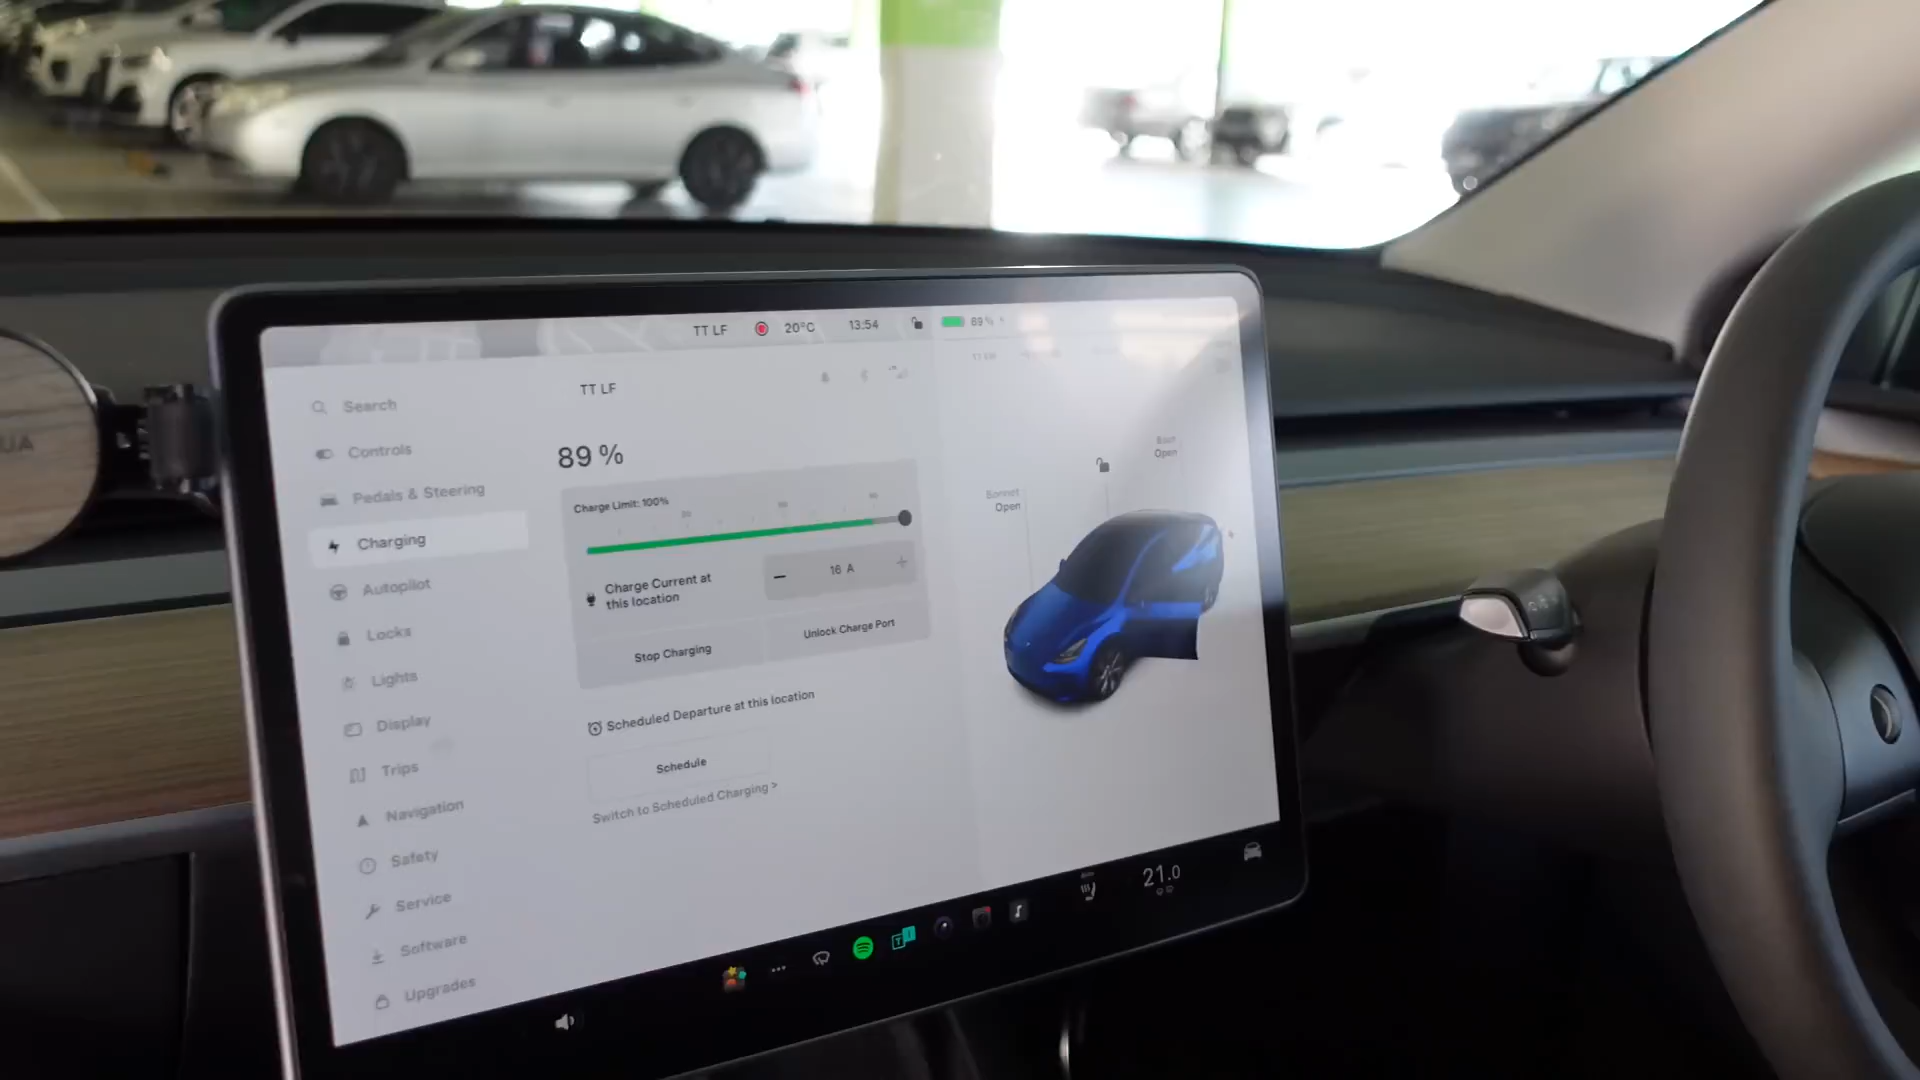 TT LF 20°C 13:54 89 %
TT LF
Search
Controls
Pedals & Steering
Charging
Autopilot
Locks
Lights
Display
Trips
Navigation
Safety
Service
Software
Upgrades
89 %
Charge Limit: 100%
Charge Current at
this location
16 A
Stop Charging
Unlock Charge Port
Scheduled Departure at this location
Schedule
Switch to Scheduled Charging >
Bonnet
Open
Boot
Open
21.0
UA